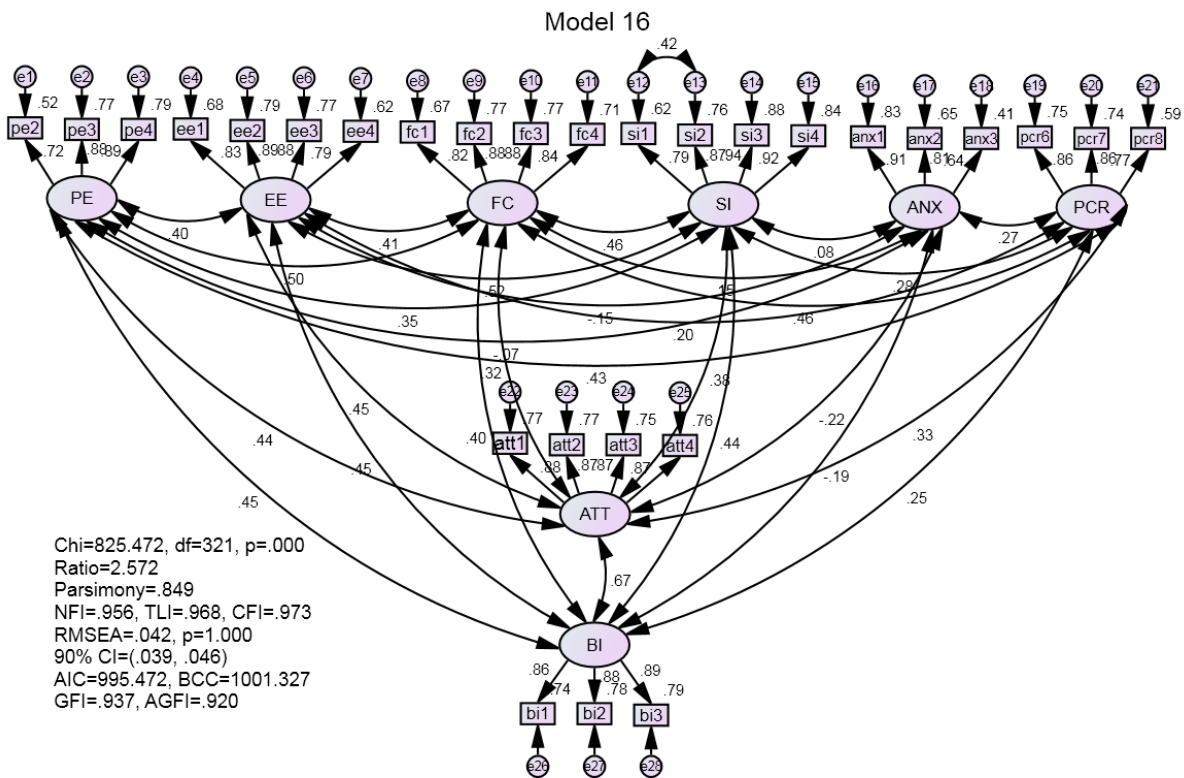 Model 16
.42
e1 e2 e3 e4 e5 e6 e7 e8 e9 e10 e11 e12 e13 e14 e15 e16 e17 e18 e19 e20 e21
.52 .77 .79 .68 .79 .77 .62 .67 .77 .77 .71 .62 .76 .88 .84 .83 .65 .41 .75 .74 .59
pe2 pe3 pe4 ee1 ee2 ee3 ee4 fc1 fc2 fc3 fc4 si1 si2 si3 si4 anx1 anx2 anx3 pcr6 pcr7 pcr8
.72 .88 .89 .83 .89 .88 .79 .82 .88 .88 .84 .79 .87 .94 .92 .91 .81 .64 .86 .86 .77
PE EE FC SI ANX PCR
.40 .41 .46 .08 .27
.50 .52 .15 .28
.35 -.15 .46
-.07 .20
.43
.32 .38
e22 e23 e24 e25
.77 .77 .75 .76
att1 att2 att3 att4
.88 .87 .87 .87
.45 .40 .44 -.22
.44 .45 .33
-.19
.45 .25
ATT
.67
BI
.86 .88 .89
.74 .78 .79
bi1 bi2 bi3
e26 e27 e28
Chi=825.472, df=321, p=.000
Ratio=2.572
Parsimony=.849
NFI=.956, TLI=.968, CFI=.973
RMSEA=.042, p=1.000
90% CI=(.039, .046)
AIC=995.472, BCC=1001.327
GFI=.937, AGFI=.920